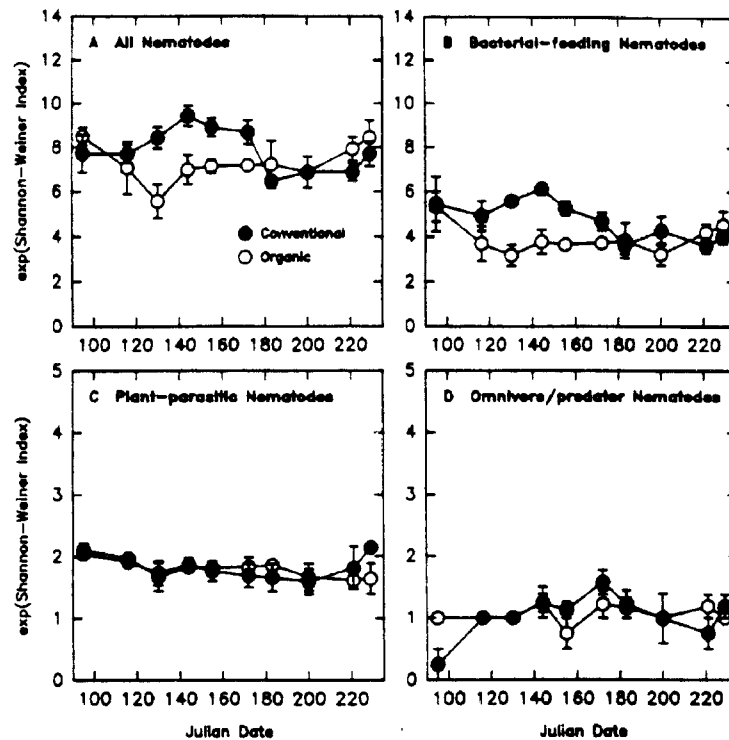 A All Nematodes
B Bacterial-feeding Nematodes
14
12
10
8
6
4
2
0
exp(Shannon-Weiner Index)
Conventional
Organic
100 120 140 160 180 200 220
14
12
10
8
6
4
2
0
100 120 140 160 180 200 220
C Plant-parasitic Nematodes
D Omnivore/predator Nematodes
5
4
3
2
1
0
exp(Shannon-Weiner Index)
100 120 140 160 180 200 220
Julian Date
5
4
3
2
1
0
100 120 140 160 180 200 220
Julian Date